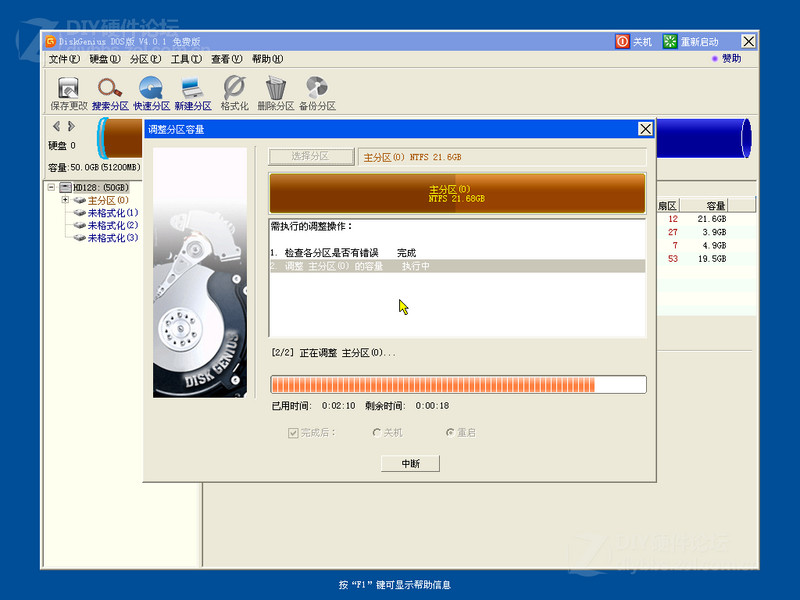 DIY硬件论坛
DiskGenius DOS版 V4.0.1 免费版
关机
重新启动
文件(F) 硬盘(D) 分区(P) 工具(T) 查看(V) 帮助(H)
赞助
保存更改 搜索分区 快速分区 新建分区 格式化 删除分区 备份分区
硬盘 0
容量:50.0GB(51200MB)
调整分区容量
选择分区
主分区(0) NTFS 21.6GB
主分区(0)
NTFS 21.68GB
HD128: (50GB)
主分区(0)
未格式化(1)
未格式化(2)
未格式化(3)
扇区 容量
12 21.6GB
27 3.9GB
7 4.9GB
53 19.5GB
需执行的调整操作:
1. 检查各分区是否有错误 完成
2. 调整 主分区(0) 的容量 执行中
DISK GENIUS
[2/2] 正在调整 主分区(0)...
已用时间: 0:02:10 剩余时间: 0:00:18
完成后: 关机 重启
中断
按“F1”键可显示帮助信息